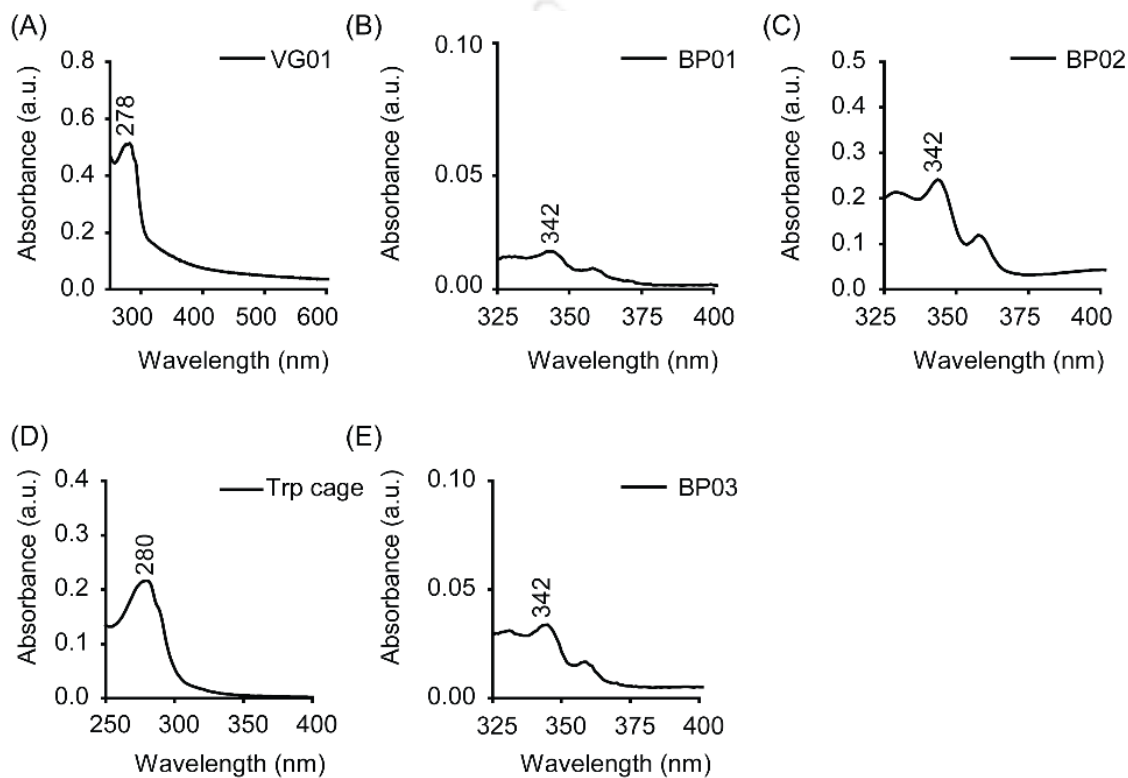 (A)
VG01
Absorbance (a.u.)
0.8
0.6
0.4
0.2
0.0
278
300 400 500 600
Wavelength (nm)
(B)
BP01
Absorbance (a.u.)
0.10
0.05
0.00
342
325 350 375 400
Wavelength (nm)
(C)
BP02
Absorbance (a.u.)
0.5
0.4
0.3
0.2
0.1
0.0
342
325 350 375 400
Wavelength (nm)
(D)
Trp cage
Absorbance (a.u.)
0.4
0.3
0.2
0.1
0.0
280
250 300 350 400
Wavelength (nm)
(E)
BP03
Absorbance (a.u.)
0.10
0.05
0.00
342
325 350 375 400
Wavelength (nm)